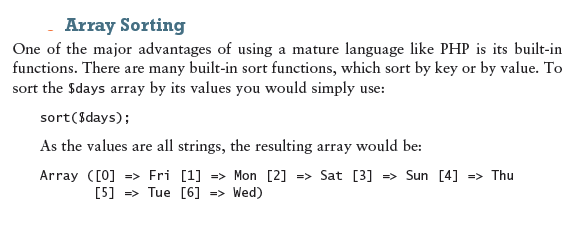 Array Sorting
One of the major advantages of using a mature language like PHP is its built-in
functions. There are many built-in sort functions, which sort by key or by value. To
sort the $days array by its values you would simply use:
sort($days);
As the values are all strings, the resulting array would be:
Array ([0] => Fri [1] => Mon [2] => Sat [3] => Sun [4] => Thu
[5] => Tue [6] => Wed)